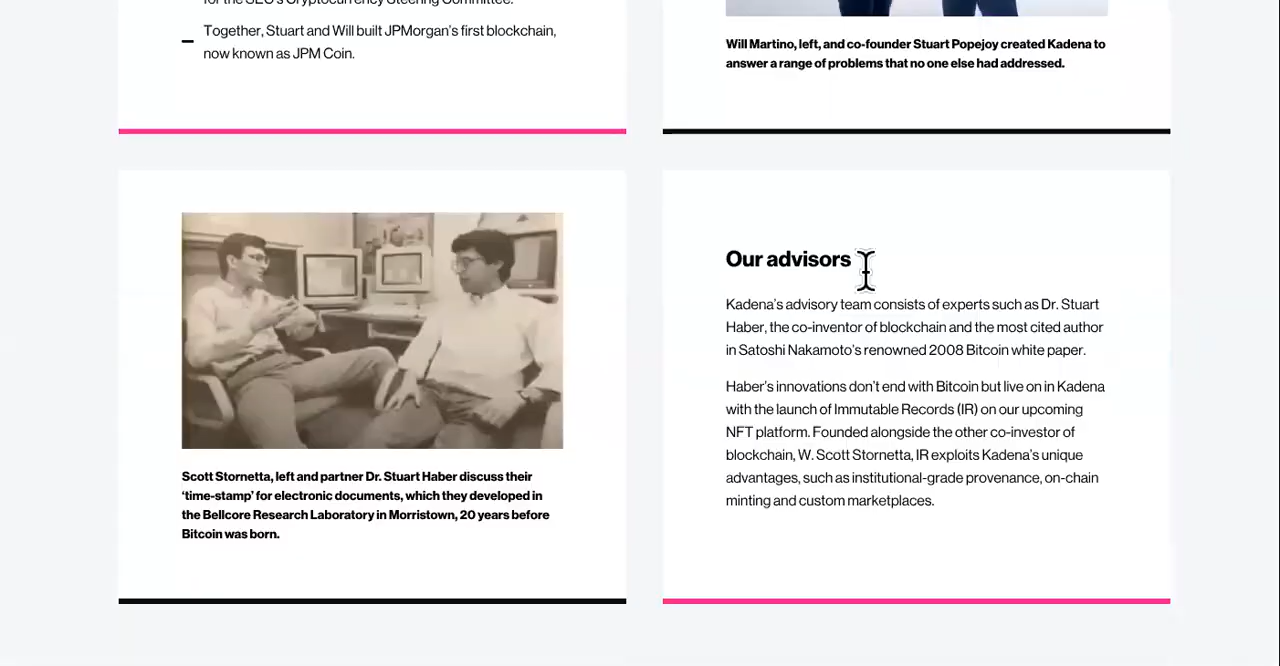 for the SEC's Cryptocurrency Steering Committee.
Together, Stuart and Will built JPMorgan's first blockchain,
now known as JPM Coin.
Will Martino, left, and co-founder Stuart Popejoy created Kadena to
answer a range of problems that no one else had addressed.
Scott Stornetta, left and partner Dr. Stuart Haber discuss their
‘time-stamp’ for electronic documents, which they developed in
the Bellcore Research Laboratory in Morristown, 20 years before
Bitcoin was born.
Our advisors
Kadena's advisory team consists of experts such as Dr. Stuart
Haber, the co-inventor of blockchain and the most cited author
in Satoshi Nakamoto's renowned 2008 Bitcoin white paper.
Haber's innovations don't end with Bitcoin but live on in Kadena
with the launch of Immutable Records (IR) on our upcoming
NFT platform. Founded alongside the other co-investor of
blockchain, W. Scott Stornetta, IR exploits Kadena's unique
advantages, such as institutional-grade provenance, on-chain
minting and custom marketplaces.